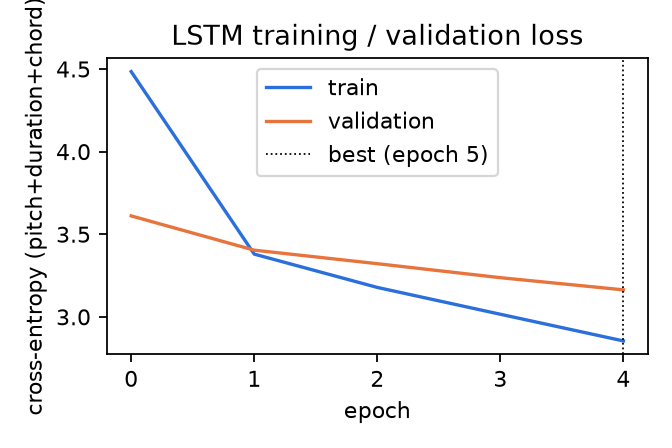 LSTM training / validation loss
cross-entropy (pitch+duration+chord)
4.5
4.0
3.5
3.0
train
validation
best (epoch 5)
0 1 2 3 4
epoch